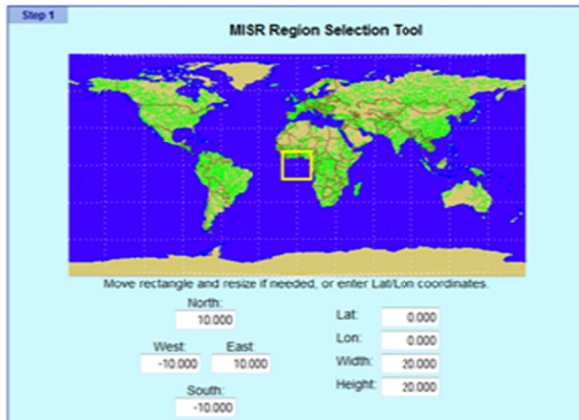 Step 1
MISR Region Selection Tool
Move rectangle and resize if needed, or enter Lat/Lon coordinates.
North:
10.000
West:
East
-10.000
10.000
South:
-10.000
Lat:
0.000
Lon:
0.000
Width:
20.000
Height:
20.000